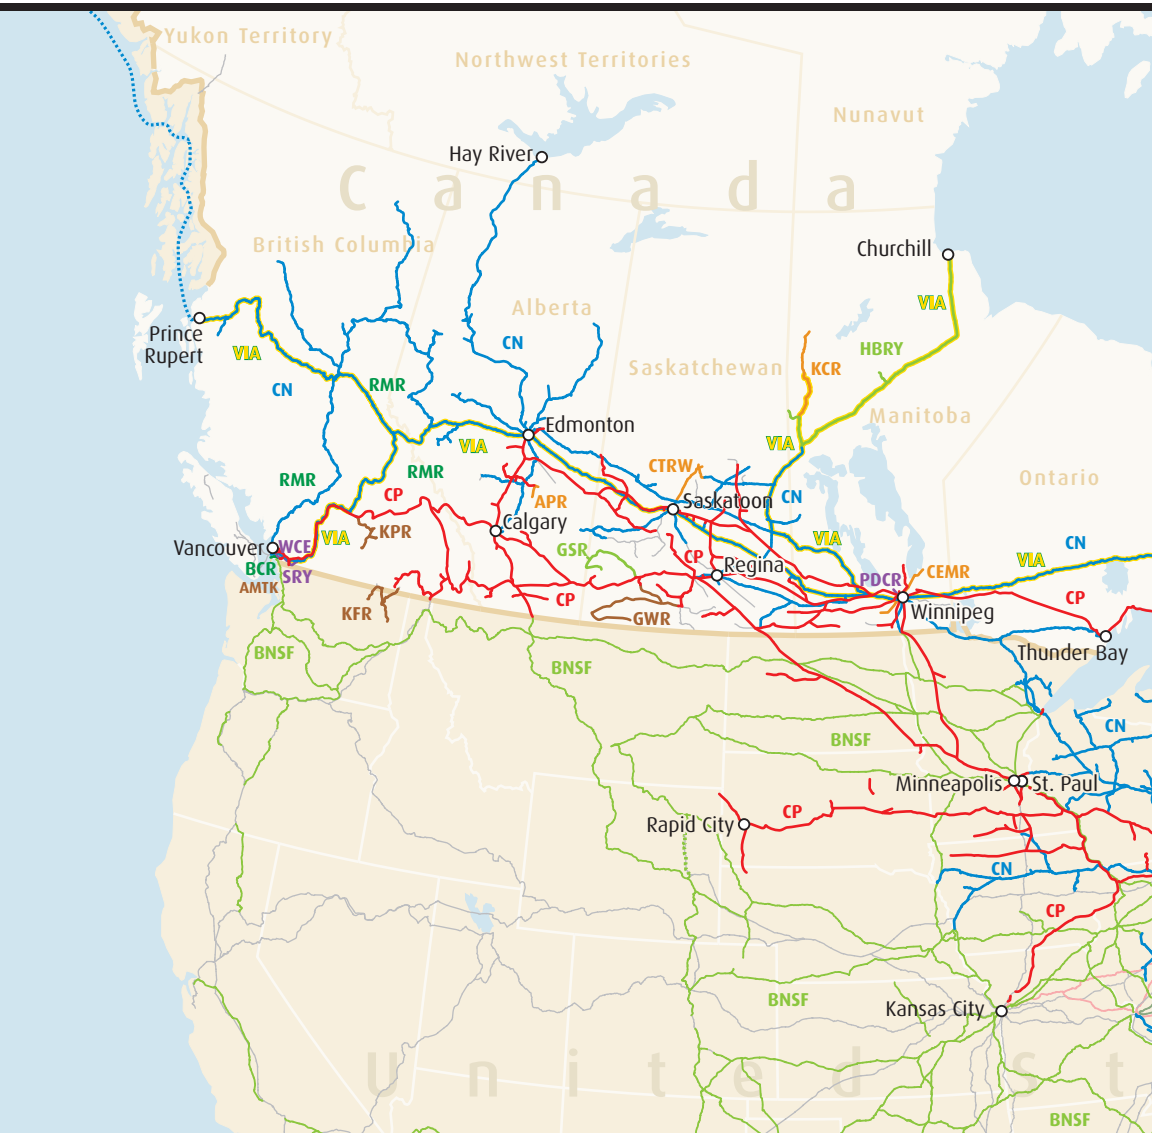 Yukon Territory
Northwest Territories
Nunavut
Hay River
Canada
British Columbia
Churchill
VIA
Alberta
Prince
Rupert
VIA
CN
HBRY
Saskatchewan
KCR
CN
RMR
Manitoba
Edmonton
VIA
VIA
CTRW
RMR
RMR
Ontario
CP
APR
Saskatoon
CN
Calgary
KPR
VIA
VIA
Vancouver
WCE
GSR
CP
Regina
VIA
CN
BCR
SRY
AMTK
PDCR
CEMR
CP
CP
KFR
GWR
Winnipeg
BNSF
BNSF
Thunder Bay
CN
BNSF
Minneapolis
St. Paul
CP
Rapid City
CN
CP
BNSF
Kansas City
United St
BNSF